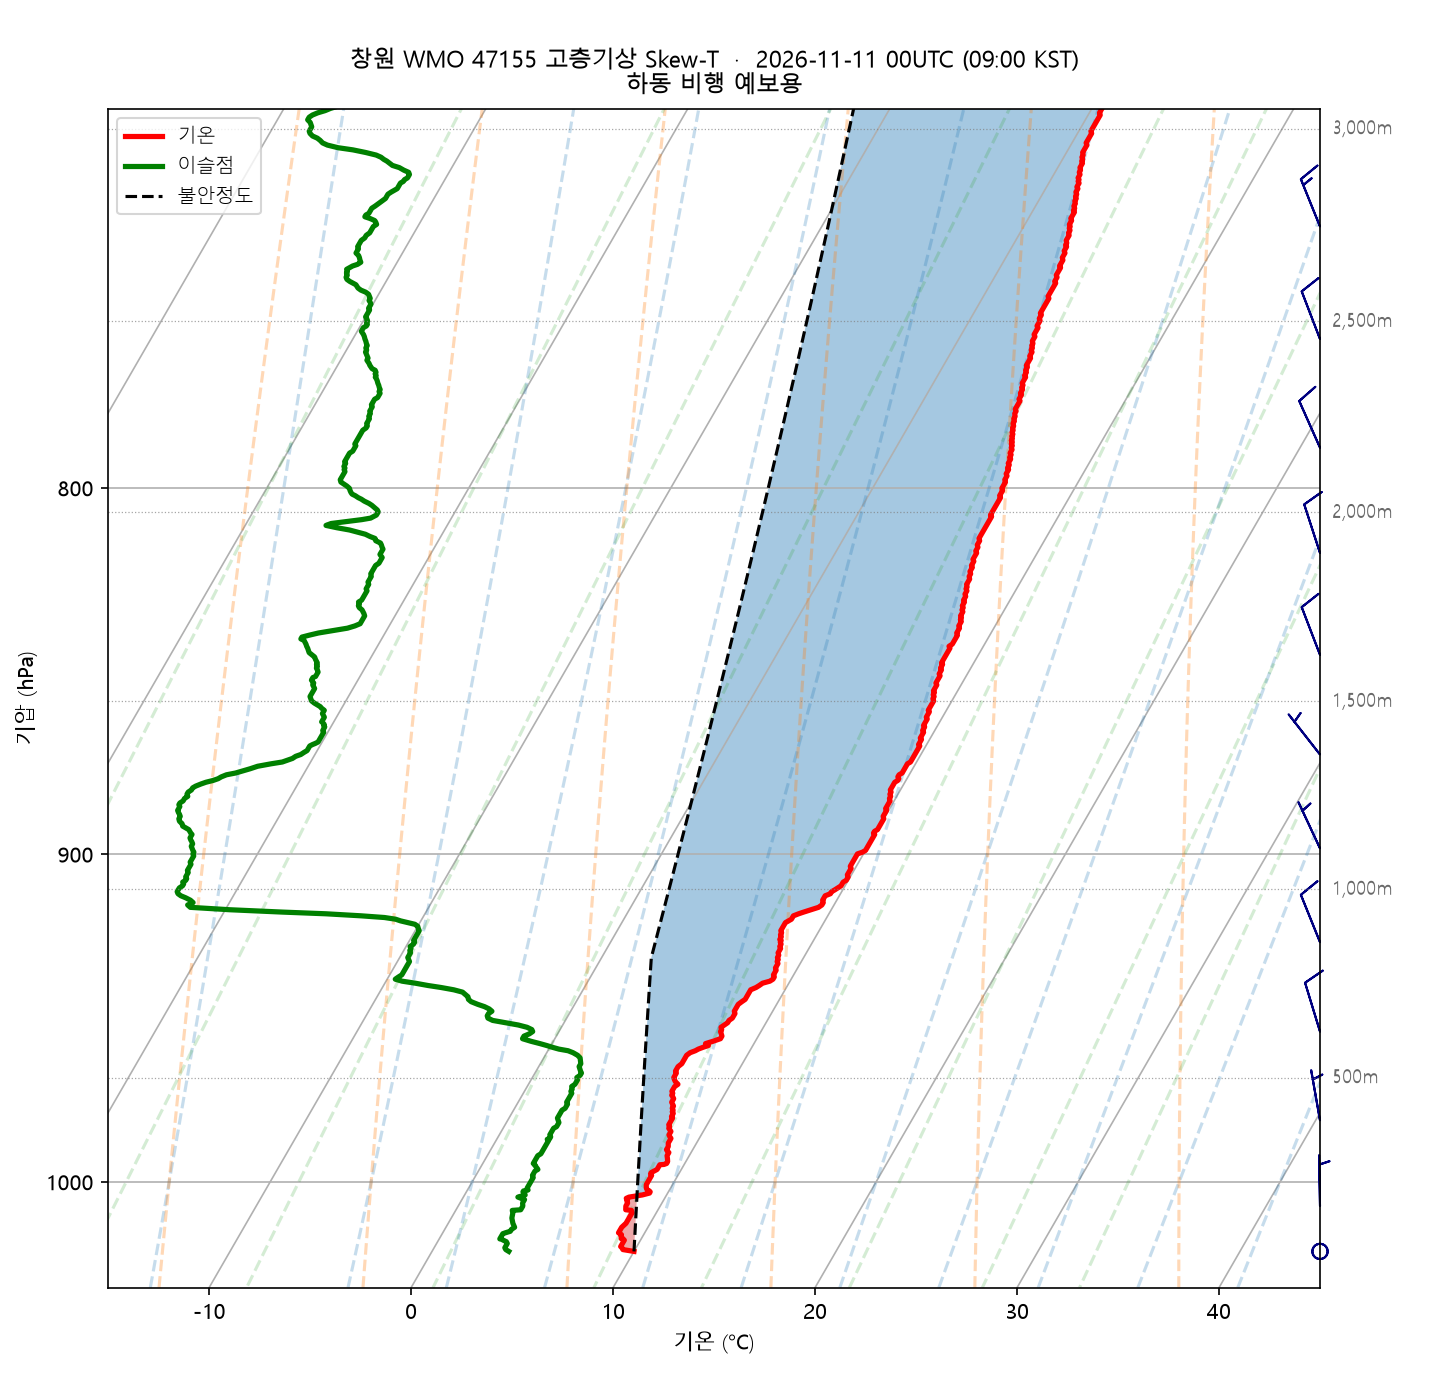 창원 WMO 47155 고층기상 Skew-T · 2026-11-11 00UTC (09:00 KST)
하동 비행 예보용
기온
이슬점
불안정도
3,000m
2,500m
2,000m
1,500m
1,000m
500m
800
900
1000
기압 (hPa)
-10 0 10 20 30 40
기온 (°C)